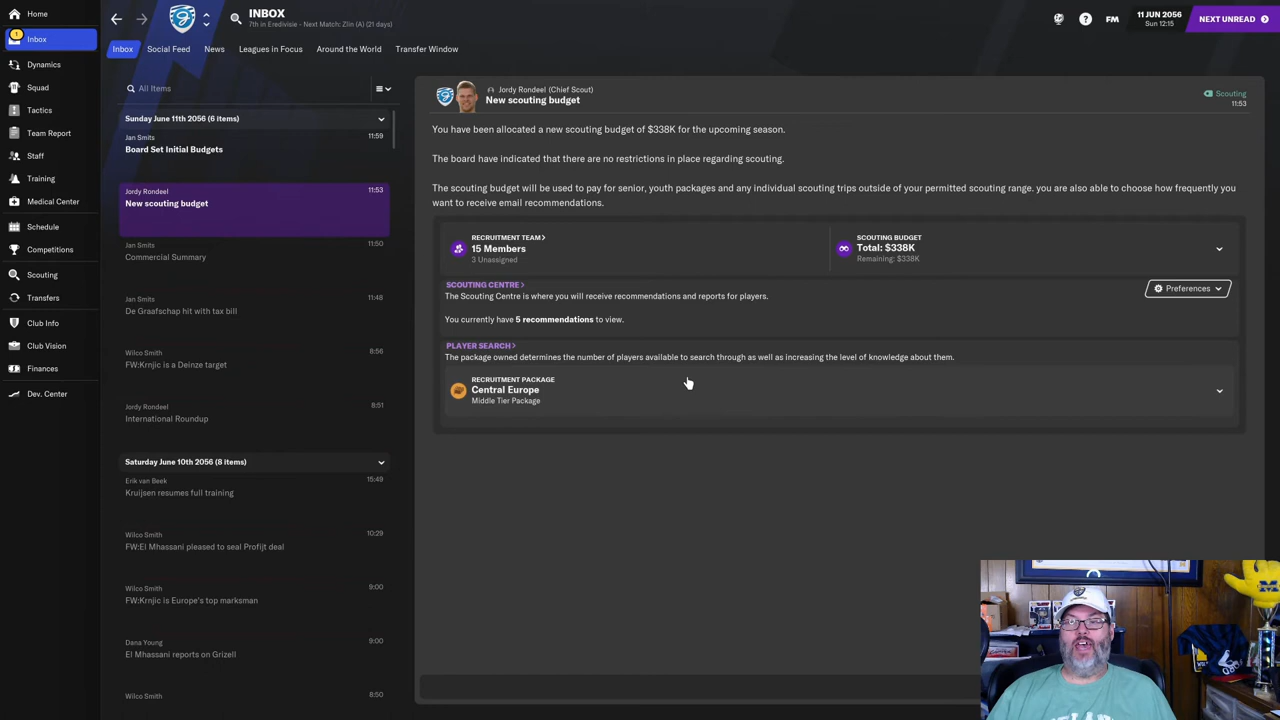 Home
Inbox
Dynamics
Squad
Tactics
Team Report
Staff
Training
Medical Center
Schedule
Competitions
Scouting
Transfers
Club Info
Club Vision
Finances
Dev. Center
INBOX
7th in Eredivisie - Next Match: Zlín (A) (21 days)
FM
11 JUN 2056
Sun 12:15
NEXT UNREAD
Inbox
Social Feed
News
Leagues in Focus
Around the World
Transfer Window
All Items
Sunday June 11th 2056 (6 items)
Jan Smits
11:59
Board Set Initial Budgets
Jordy Rondeel
11:53
New scouting budget
Jan Smits
11:50
Commercial Summary
Jan Smits
11:48
De Graafschap hit with tax bill
Wilco Smith
8:56
FW:Krnjic is a Deinze target
Jordy Rondeel
8:51
International Roundup
Saturday June 10th 2056 (8 items)
Erik van Beek
15:49
Kruijsen resumes full training
Wilco Smith
10:29
FW:El Mhassani pleased to seal Profijt deal
Wilco Smith
9:00
FW:Krnjic is Europe's top marksman
Dana Young
9:00
El Mhassani reports on Grizell
Wilco Smith
8:50
Jordy Rondeel (Chief Scout)
New scouting budget
Scouting
11:53
You have been allocated a new scouting budget of $338K for the upcoming season.
The board have indicated that there are no restrictions in place regarding scouting.
The scouting budget will be used to pay for senior, youth packages and any individual scouting trips outside of your permitted scouting range. you are also able to choose how frequently you
want to receive email recommendations.
RECRUITMENT TEAM
15 Members
3 Unassigned
SCOUTING BUDGET
Total: $338K
Remaining: $338K
SCOUTING CENTRE
The Scouting Centre is where you will receive recommendations and reports for players.
Preferences
You currently have 5 recommendations to view.
PLAYER SEARCH
The package owned determines the number of players available to search through as well as increasing the level of knowledge about them.
RECRUITMENT PACKAGE
Central Europe
Middle Tier Package